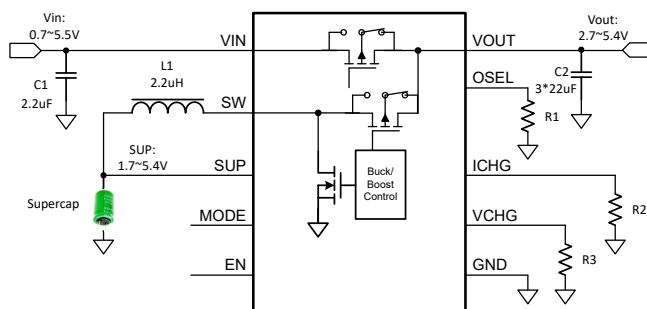 Vin:
0.7~5.5V
VIN
VOUT
Vout:
2.7~5.4V
C1
2.2uF
L1
2.2uH
SW
OSEL
R1
C2
3*22uF
SUP:
1.7~5.4V
SUP
Buck/
Boost
Control
ICHG
R2
Supercap
MODE
VCHG
R3
EN
GND